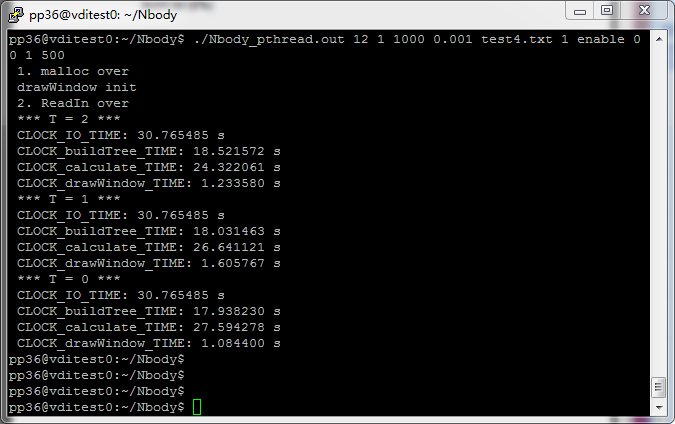 pp36@vditest0: ~/Nbody
pp36@vditest0:~/Nbody$ ./Nbody_pthread.out 12 1 1000 0.001 test4.txt 1 enable 0
0 1 500
1. malloc over
drawWindow init
2. ReadIn over
*** T = 2 ***
CLOCK_IO_TIME: 30.765485 s
CLOCK_buildTree_TIME: 18.521572 s
CLOCK_calculate_TIME: 24.322061 s
CLOCK_drawWindow_TIME: 1.233580 s
*** T = 1 ***
CLOCK_IO_TIME: 30.765485 s
CLOCK_buildTree_TIME: 18.031463 s
CLOCK_calculate_TIME: 26.641121 s
CLOCK_drawWindow_TIME: 1.605767 s
*** T = 0 ***
CLOCK_IO_TIME: 30.765485 s
CLOCK_buildTree_TIME: 17.938230 s
CLOCK_calculate_TIME: 27.594278 s
CLOCK_drawWindow_TIME: 1.084400 s
pp36@vditest0:~/Nbody$
pp36@vditest0:~/Nbody$
pp36@vditest0:~/Nbody$
pp36@vditest0:~/Nbody$